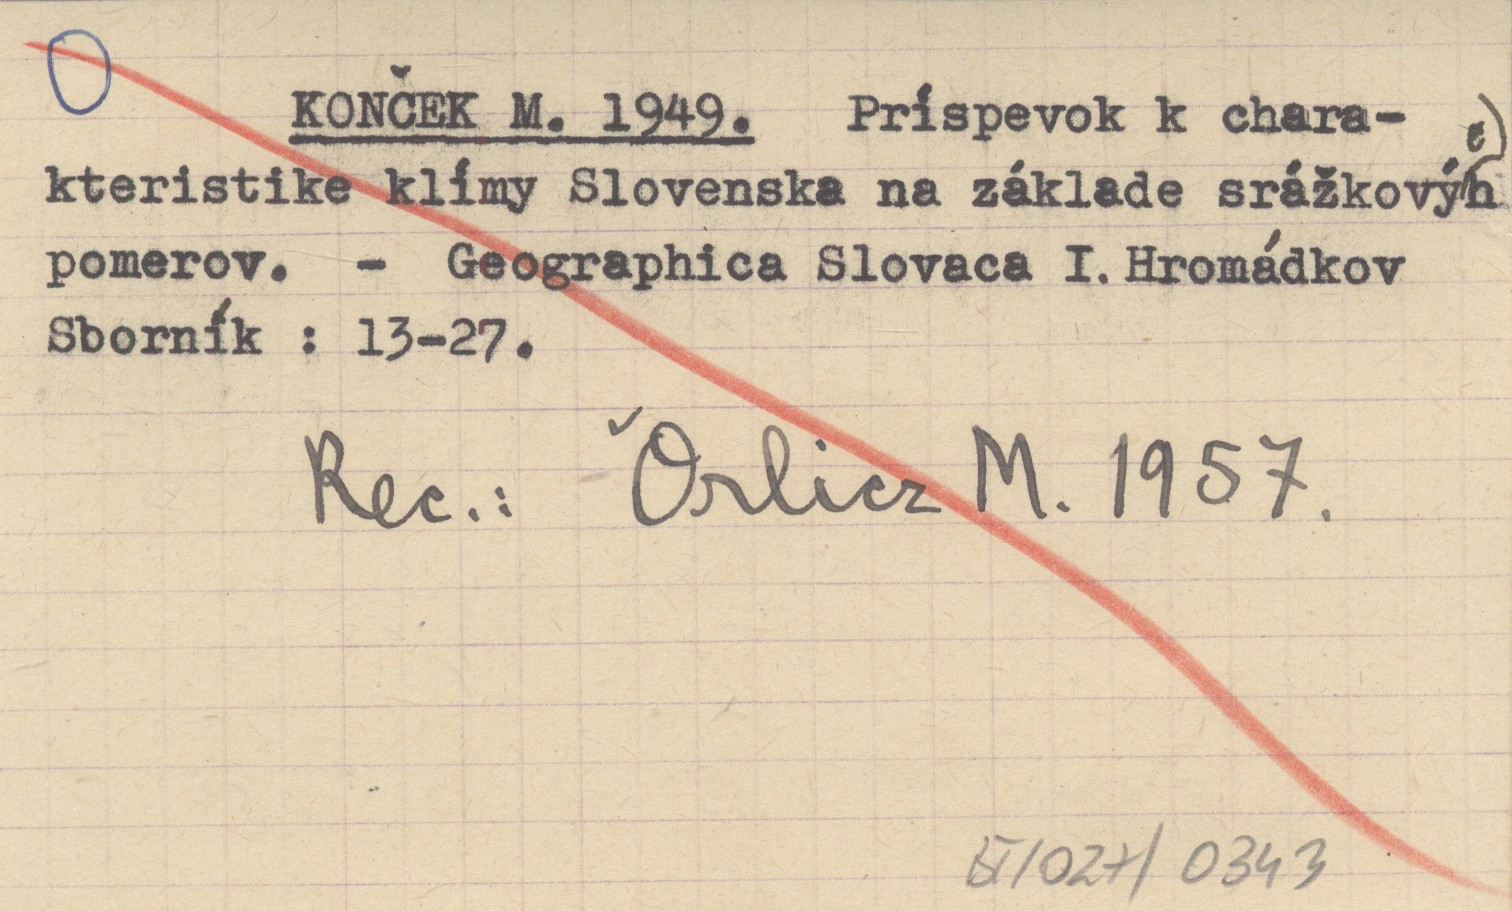 KONČEK M. 1949. Príspevok k chara-
kteristike klímy Slovenska na základe srážkových
pomerov. - Geographica Slovaca I. Hromádkov
Sborník : 13-27.
Rec.: Orlicz M. 1957.
/ 0343